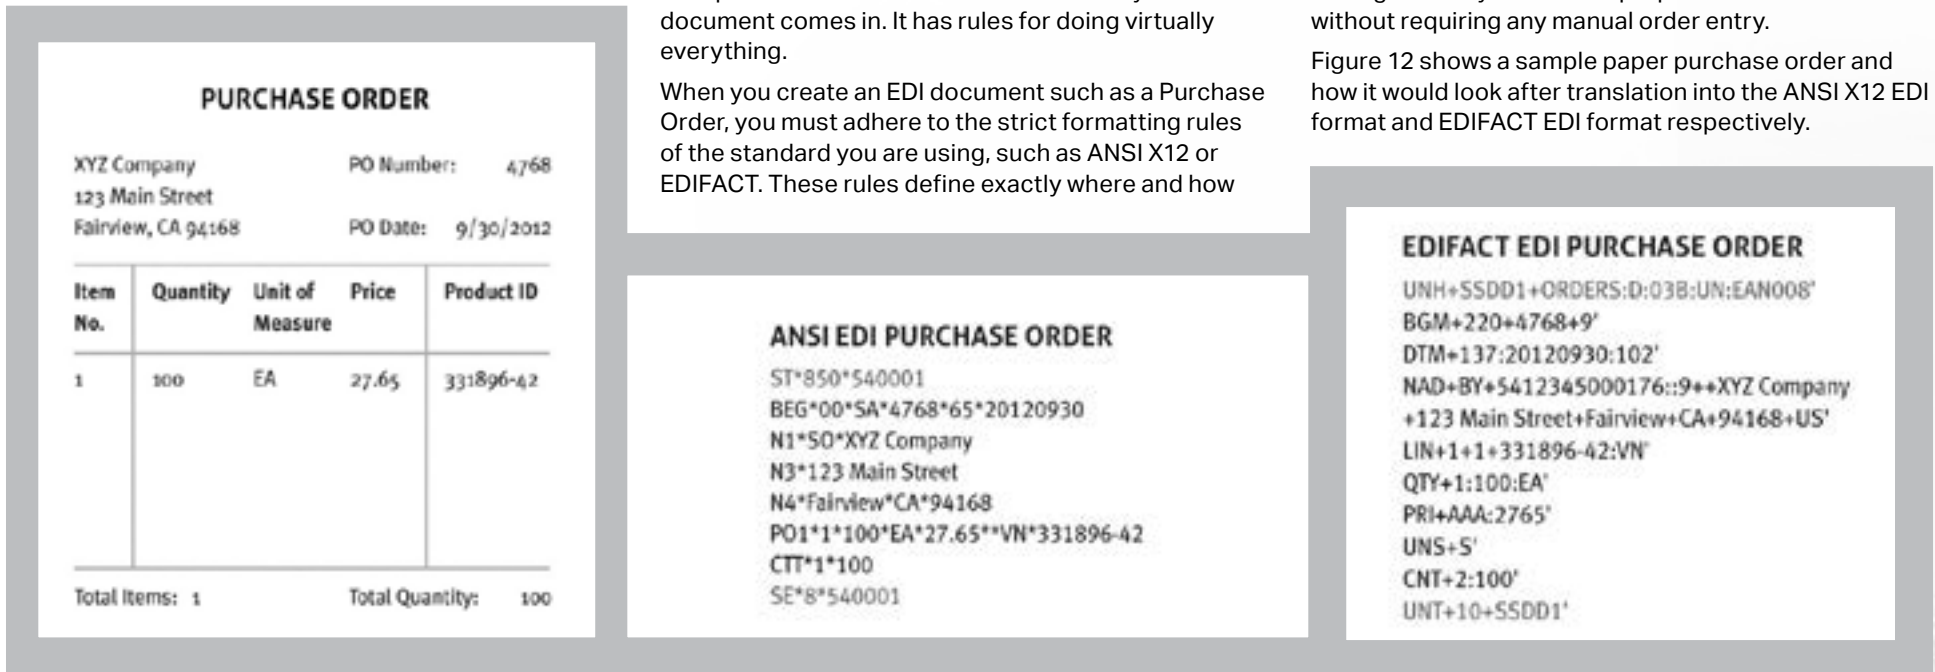 document comes in. It has rules for doing virtually
everything.
When you create an EDI document such as a Purchase
Order, you must adhere to the strict formatting rules
of the standard you are using, such as ANSI X12 or
EDIFACT. These rules define exactly where and how
without requiring any manual order entry.
Figure 12 shows a sample paper purchase order and
how it would look after translation into the ANSI X12 EDI
format and EDIFACT EDI format respectively.
PURCHASE ORDER
XYZ Company PO Number: 4768
123 Main Street
Fairview, CA 94168 PO Date: 9/30/2012
Item No. Quantity Unit of Measure Price Product ID
1 100 EA 27.65 331896-42
Total Items: 1 Total Quantity: 100
ANSI EDI PURCHASE ORDER
ST*850*540001
BEG*00*SA*4768*65*20120930
N1*SO*XYZ Company
N3*123 Main Street
N4*Fairview*CA*94168
PO1*1*100*EA*27.65**VN*331896-42
CTT*1*100
SE*8*540001
EDIFACT EDI PURCHASE ORDER
UNH+SSDD1+ORDERS:D:03B:UN:EAN008'
BGM+220+4768+9'
DTM+137:20120930:102'
NAD+BY+5412345000176::9++XYZ Company
+123 Main Street+Fairview+CA+94168+US'
LIN+1+1+331896-42:VN'
QTY+1:100:EA'
PRI+AAA:2765'
UNS+S'
CNT+2:100'
UNT+10+SSDD1'